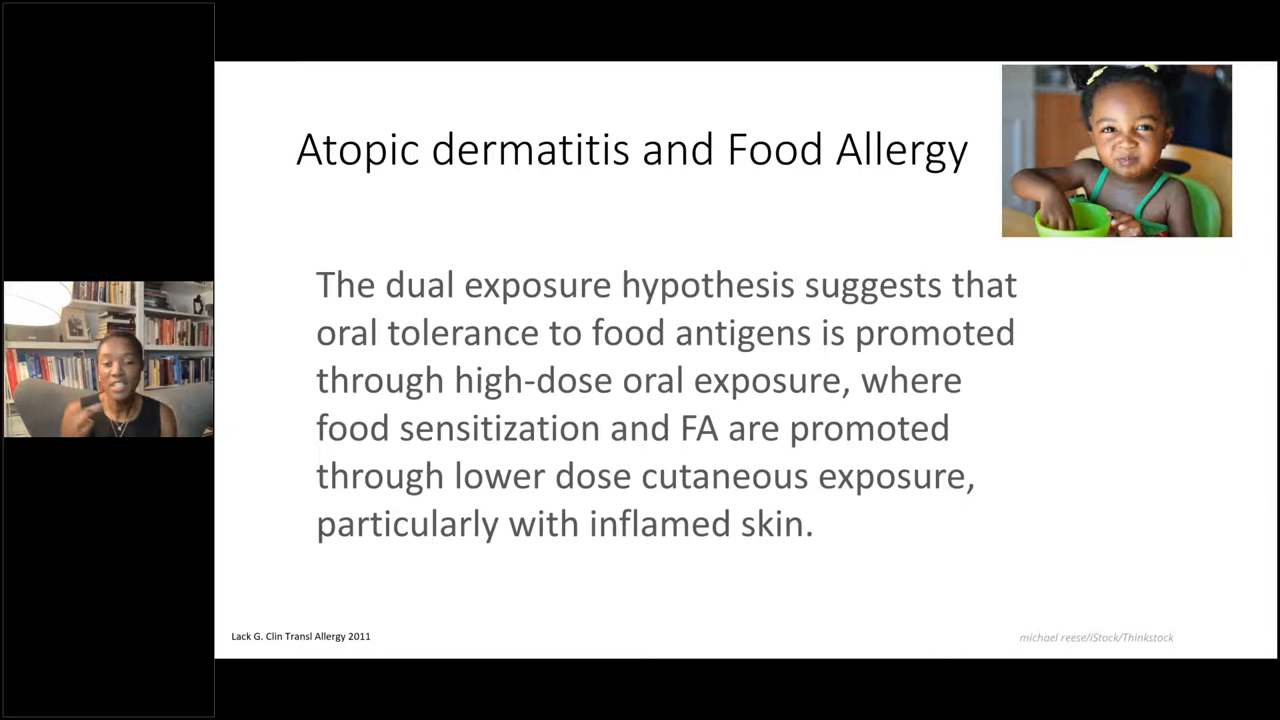 Atopic dermatitis and Food Allergy
The dual exposure hypothesis suggests that
oral tolerance to food antigens is promoted
through high-dose oral exposure, where
food sensitization and FA are promoted
through lower dose cutaneous exposure,
particularly with inflamed skin.
Lack G. Clin Transl Allergy 2011
michael reese/iStock/Thinkstock